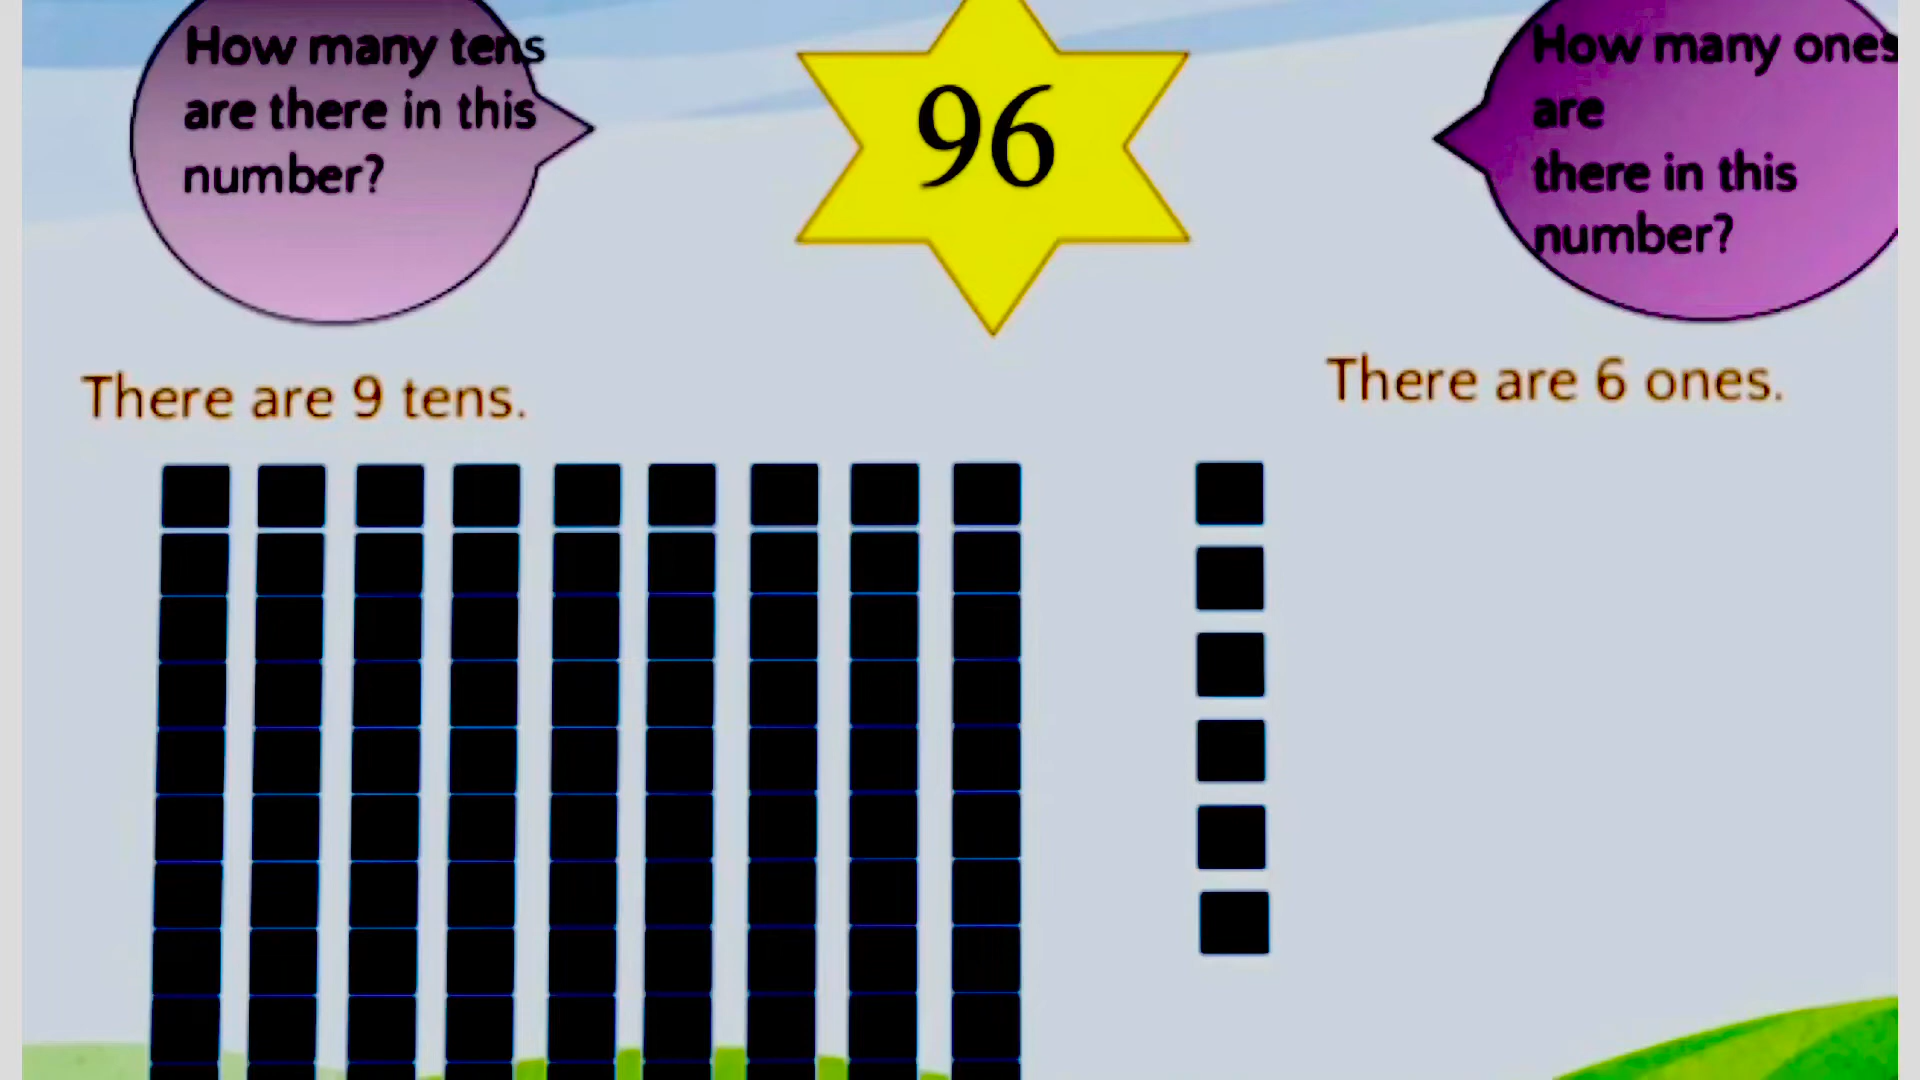 How many tens
are there in this
number?
96
How many ones
are
there in this
number?
There are 9 tens.
There are 6 ones.